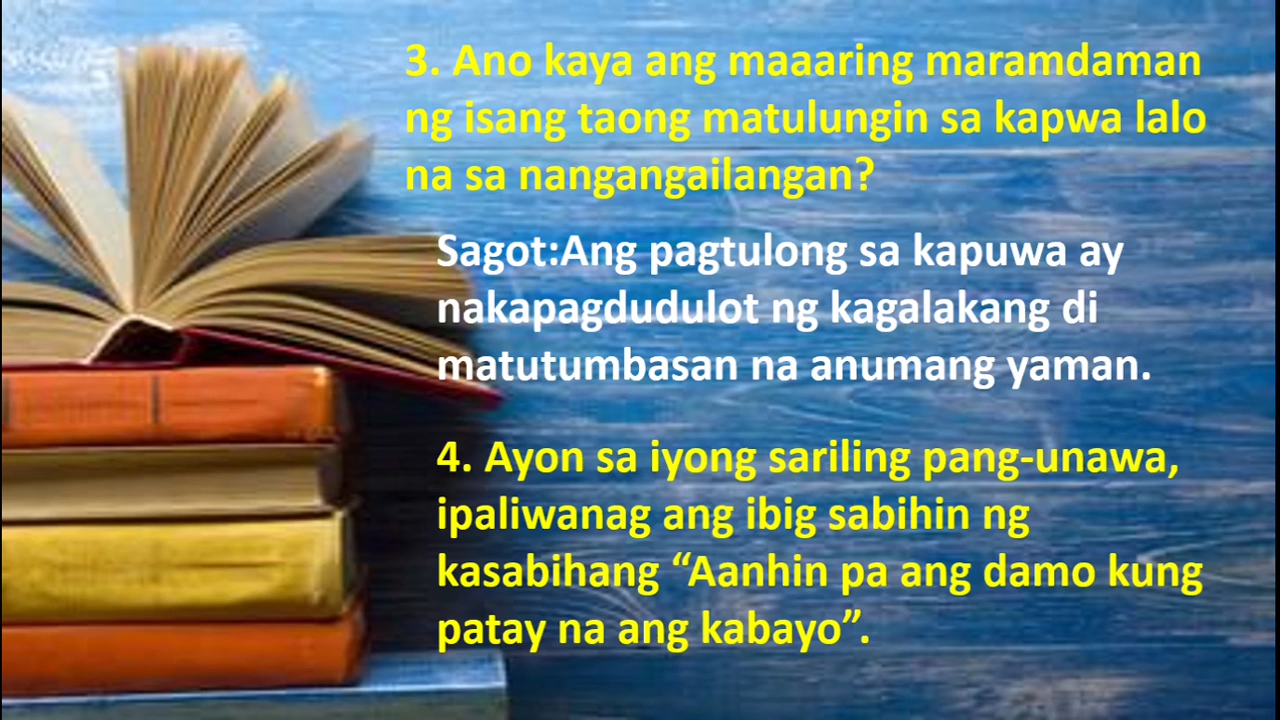 3. Ano kaya ang maaaring maramdaman
ng isang taong matulungin sa kapwa lalo
na sa nangangailangan?
Sagot:Ang pagtulong sa kapuwa ay
nakapagdudulot ng kagalakang di
matutumbasan na anumang yaman.
4. Ayon sa iyong sariling pang-unawa,
ipaliwanag ang ibig sabihin ng
kasabihang “Aanhin pa ang damo kung
patay na ang kabayo”.